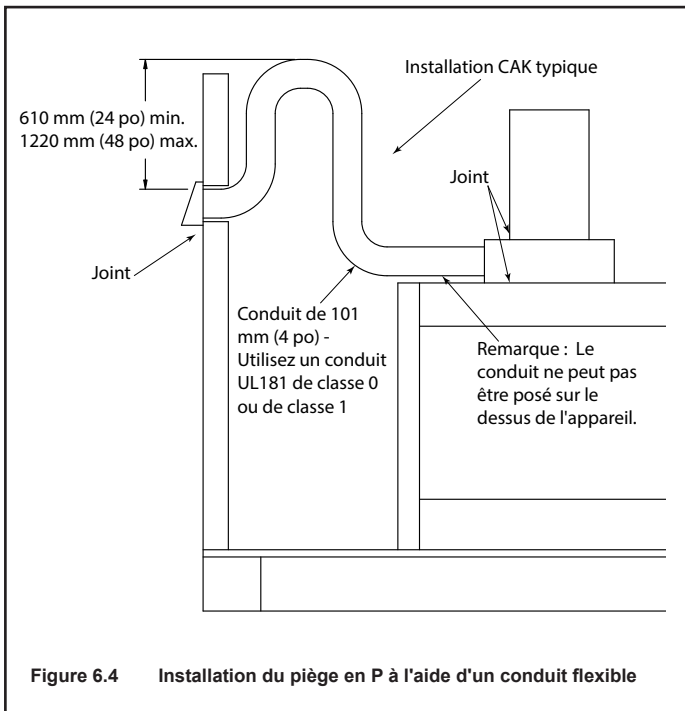 Installation CAK typique
610 mm (24 po) min.
1220 mm (48 po) max.
Joint
Joint
Conduit de 101
mm (4 po) -
Utilisez un conduit
UL181 de classe 0
ou de classe 1
Remarque : Le
conduit ne peut pas
être posé sur le
dessus de l'appareil.
Figure 6.4 Installation du piège en P à l'aide d'un conduit flexible